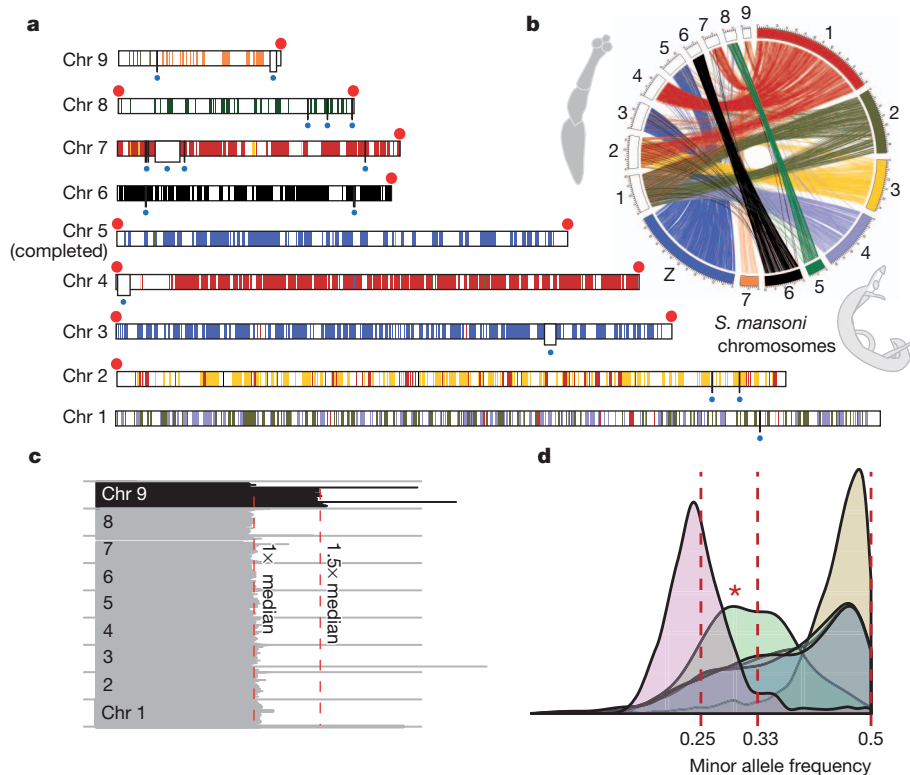 a
Chr 9
Chr 8
Chr 7
Chr 6
Chr 5
(completed)
Chr 4
Chr 3
Chr 2
Chr 1
b
1
2
3
4
5
6
7
8
9
1
2
3
4
5
6
7
Z
S. mansoni
chromosomes
c
Chr 9
8
7
6
5
4
3
2
Chr 1
1× median
1.5× median
d
*
0.25
0.33
0.5
Minor allele frequency